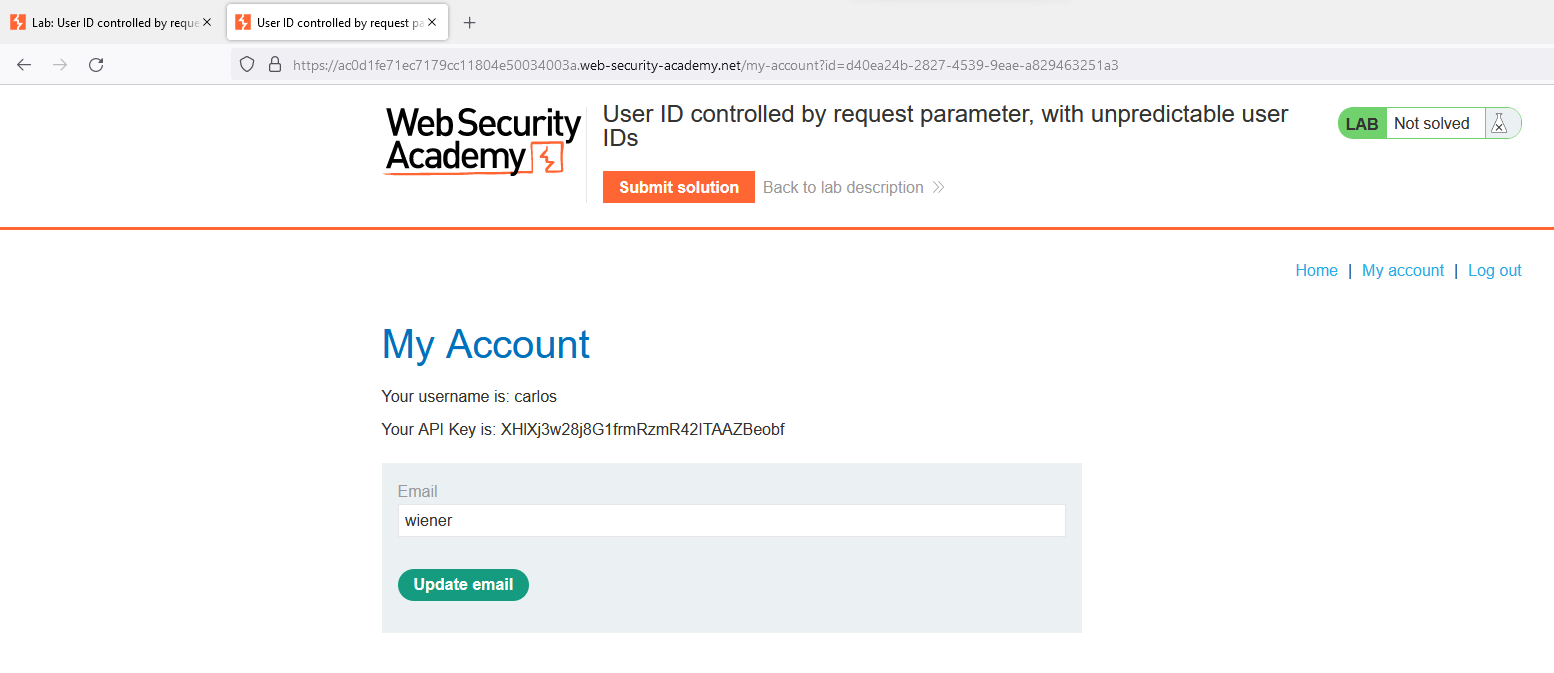 Lab: User ID controlled by reque
User ID controlled by request pa
https://ac0d1fe71ec7179cc11804e50034003a.web-security-academy.net/my-account?id=d40ea24b-2827-4539-9eae-a829463251a3
Web Security
Academy
User ID controlled by request parameter, with unpredictable user
IDs
LAB Not solved
Submit solution Back to lab description
Home | My account | Log out
My Account
Your username is: carlos
Your API Key is: XHlXj3w28j8G1frmRzmR42ITAAZBeobf
Email
wiener
Update email